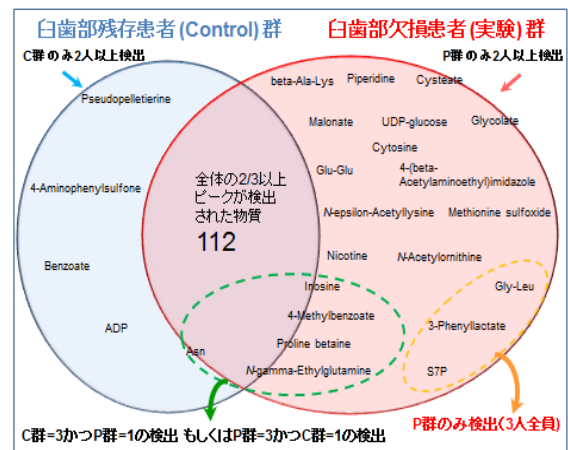 臼歯部残存患者(Control)群
臼歯部欠損患者(実験)群
C群のみ2人以上検出
P群のみ2人以上検出
Pseudopelletierine
beta-Ala-Lys
Piperidine
Cysteate
Malonate
UDP-glucose
Glycolate
Cytosine
Glu-Glu
4-(beta-
Acetylaminoethyl)imidazole
4-Aminophenylsulfone
全体の2/3以上
ピークが検出
された物質
112
N-epsilon-Acetyllysine
Methionine sulfoxide
Benzoate
Nicotine
N-Acetylornithine
Inosine
Gly-Leu
4-Methylbenzoate
3-Phenyllactate
ADP
Proline betaine
Asn
N-gamma-Ethylglutamine
S7P
C群=3かつP群=1の検出 もしくはP群=3かつC群=1の検出
P群のみ検出(3人全員)